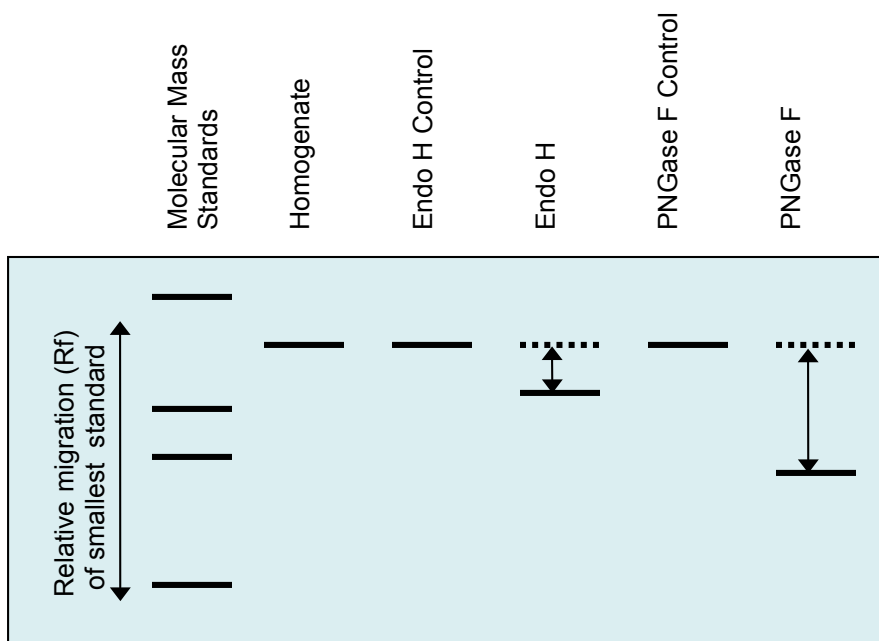 Molecular Mass
Standards
Homogenate
Endo H Control
Endo H
PNGase F Control
PNGase F
Relative migration (Rf)
of smallest standard